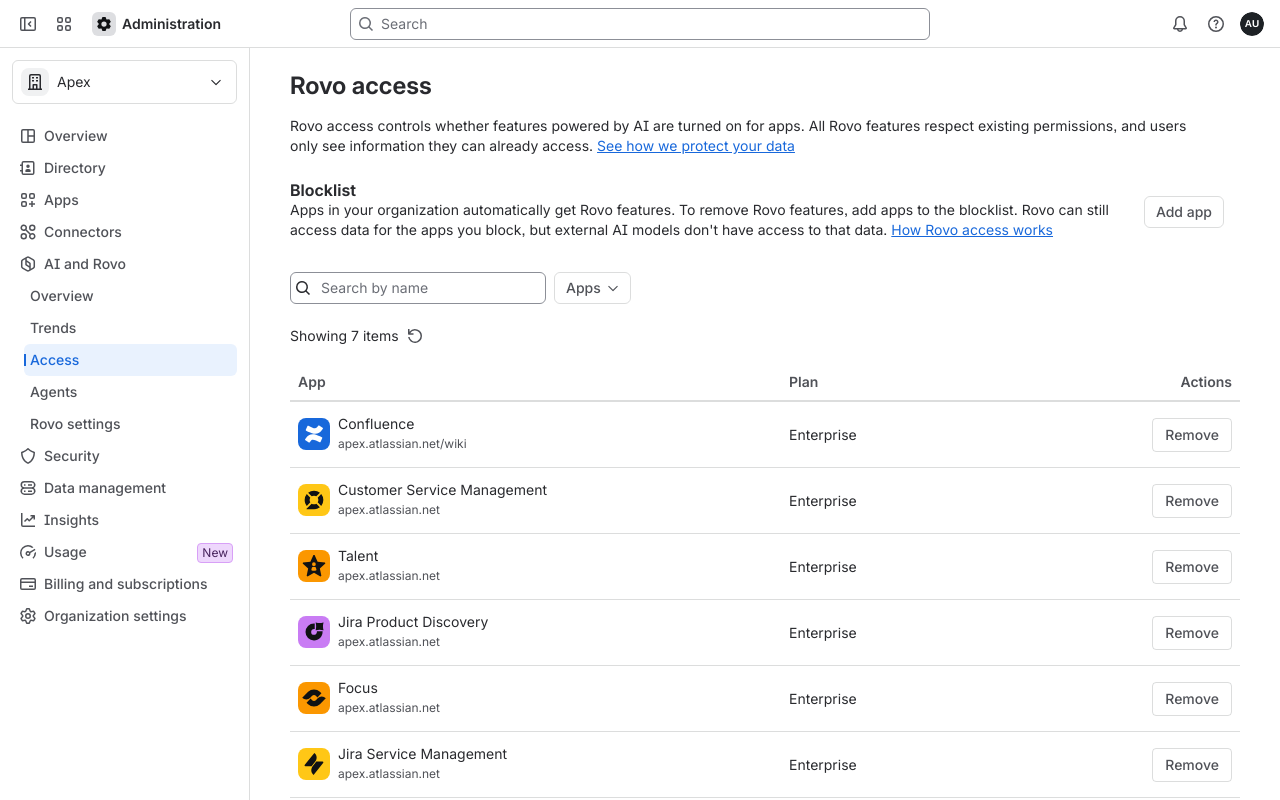 Administration
Search
AU
Apex
Overview
Directory
Apps
Connectors
AI and Rovo
Overview
Trends
Access
Agents
Rovo settings
Security
Data management
Insights
Usage
New
Billing and subscriptions
Organization settings
Rovo access
Rovo access controls whether features powered by AI are turned on for apps. All Rovo features respect existing permissions, and users
only see information they can already access. See how we protect your data
Blocklist
Apps in your organization automatically get Rovo features. To remove Rovo features, add apps to the blocklist. Rovo can still
access data for the apps you block, but external AI models don't have access to that data. How Rovo access works
Add app
Search by name
Apps
Showing 7 items
App Plan Actions
Confluence
apex.atlassian.net/wiki
Enterprise
Remove
Customer Service Management
apex.atlassian.net
Enterprise
Remove
Talent
apex.atlassian.net
Enterprise
Remove
Jira Product Discovery
apex.atlassian.net
Enterprise
Remove
Focus
apex.atlassian.net
Enterprise
Remove
Jira Service Management
apex.atlassian.net
Enterprise
Remove